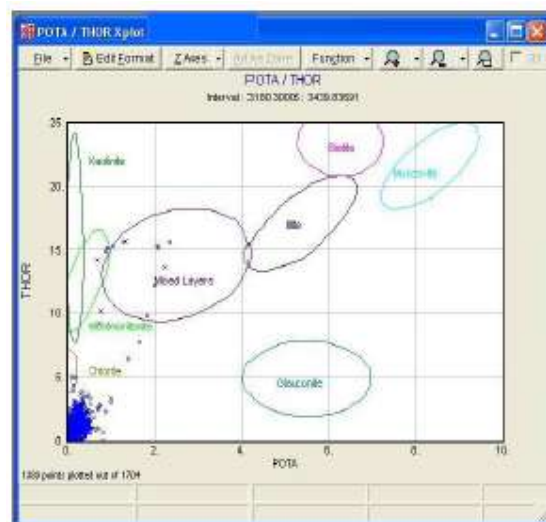 POTA / THOR Xplot
File Edit Format Z Axes Function
POTA / THOR
Interval : 3180.30005 : 3439.83691
25
Kaolinite
Biotite
Muscovite
20.
Illite
15.
Mixed Layers
THOR
10.
Montmorillonite
Chlorite
5.
Glauconite
0.
0. 2. 4. 6. 8. 10.
POTA
points plotted out of 1704